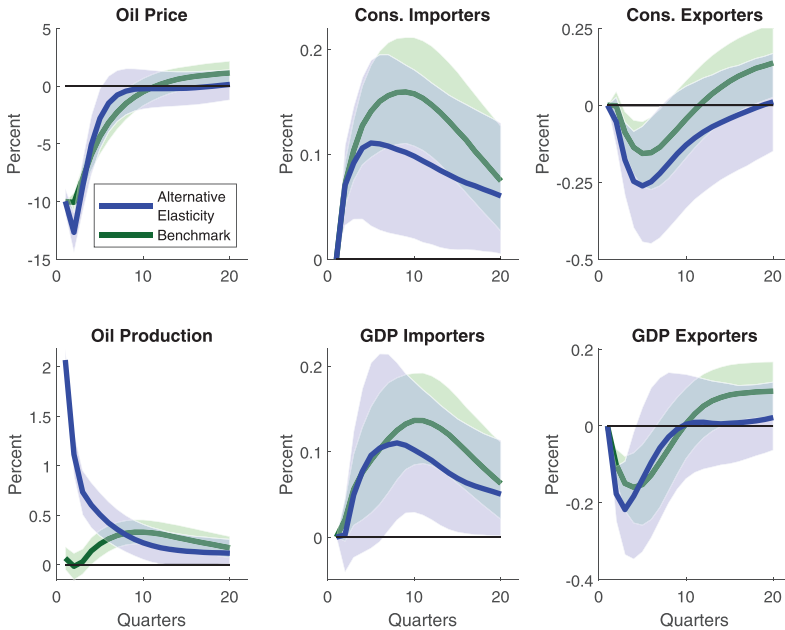 Oil Price
Cons. Importers
Cons. Exporters
5
0
-5
-10
-15
Percent
0
10
20
Alternative
Elasticity
Benchmark
0.2
0.1
0
Percent
0
10
20
0.25
0
-0.25
-0.5
Percent
0
10
20
Oil Production
GDP Importers
GDP Exporters
2
1.5
1
0.5
0
Percent
0
10
20
Quarters
0.2
0.1
0
Percent
0
10
20
Quarters
0.2
0
-0.2
-0.4
Percent
0
10
20
Quarters